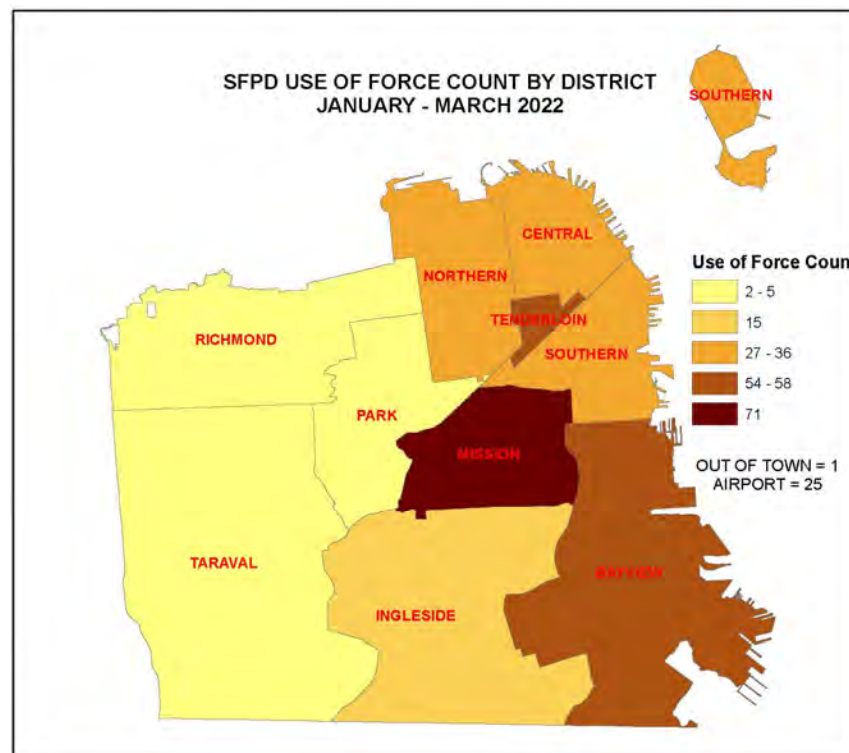 SFPD USE OF FORCE COUNT BY DISTRICT
JANUARY - MARCH 2022
SOUTHERN
CENTRAL
NORTHERN
TENDERLOIN
SOUTHERN
RICHMOND
PARK
MISSION
TARAVAL
INGLESIDE
BAYVIEW
Use of Force Coun
2 - 5
15
27 - 36
54 - 58
71
OUT OF TOWN = 1
AIRPORT = 25